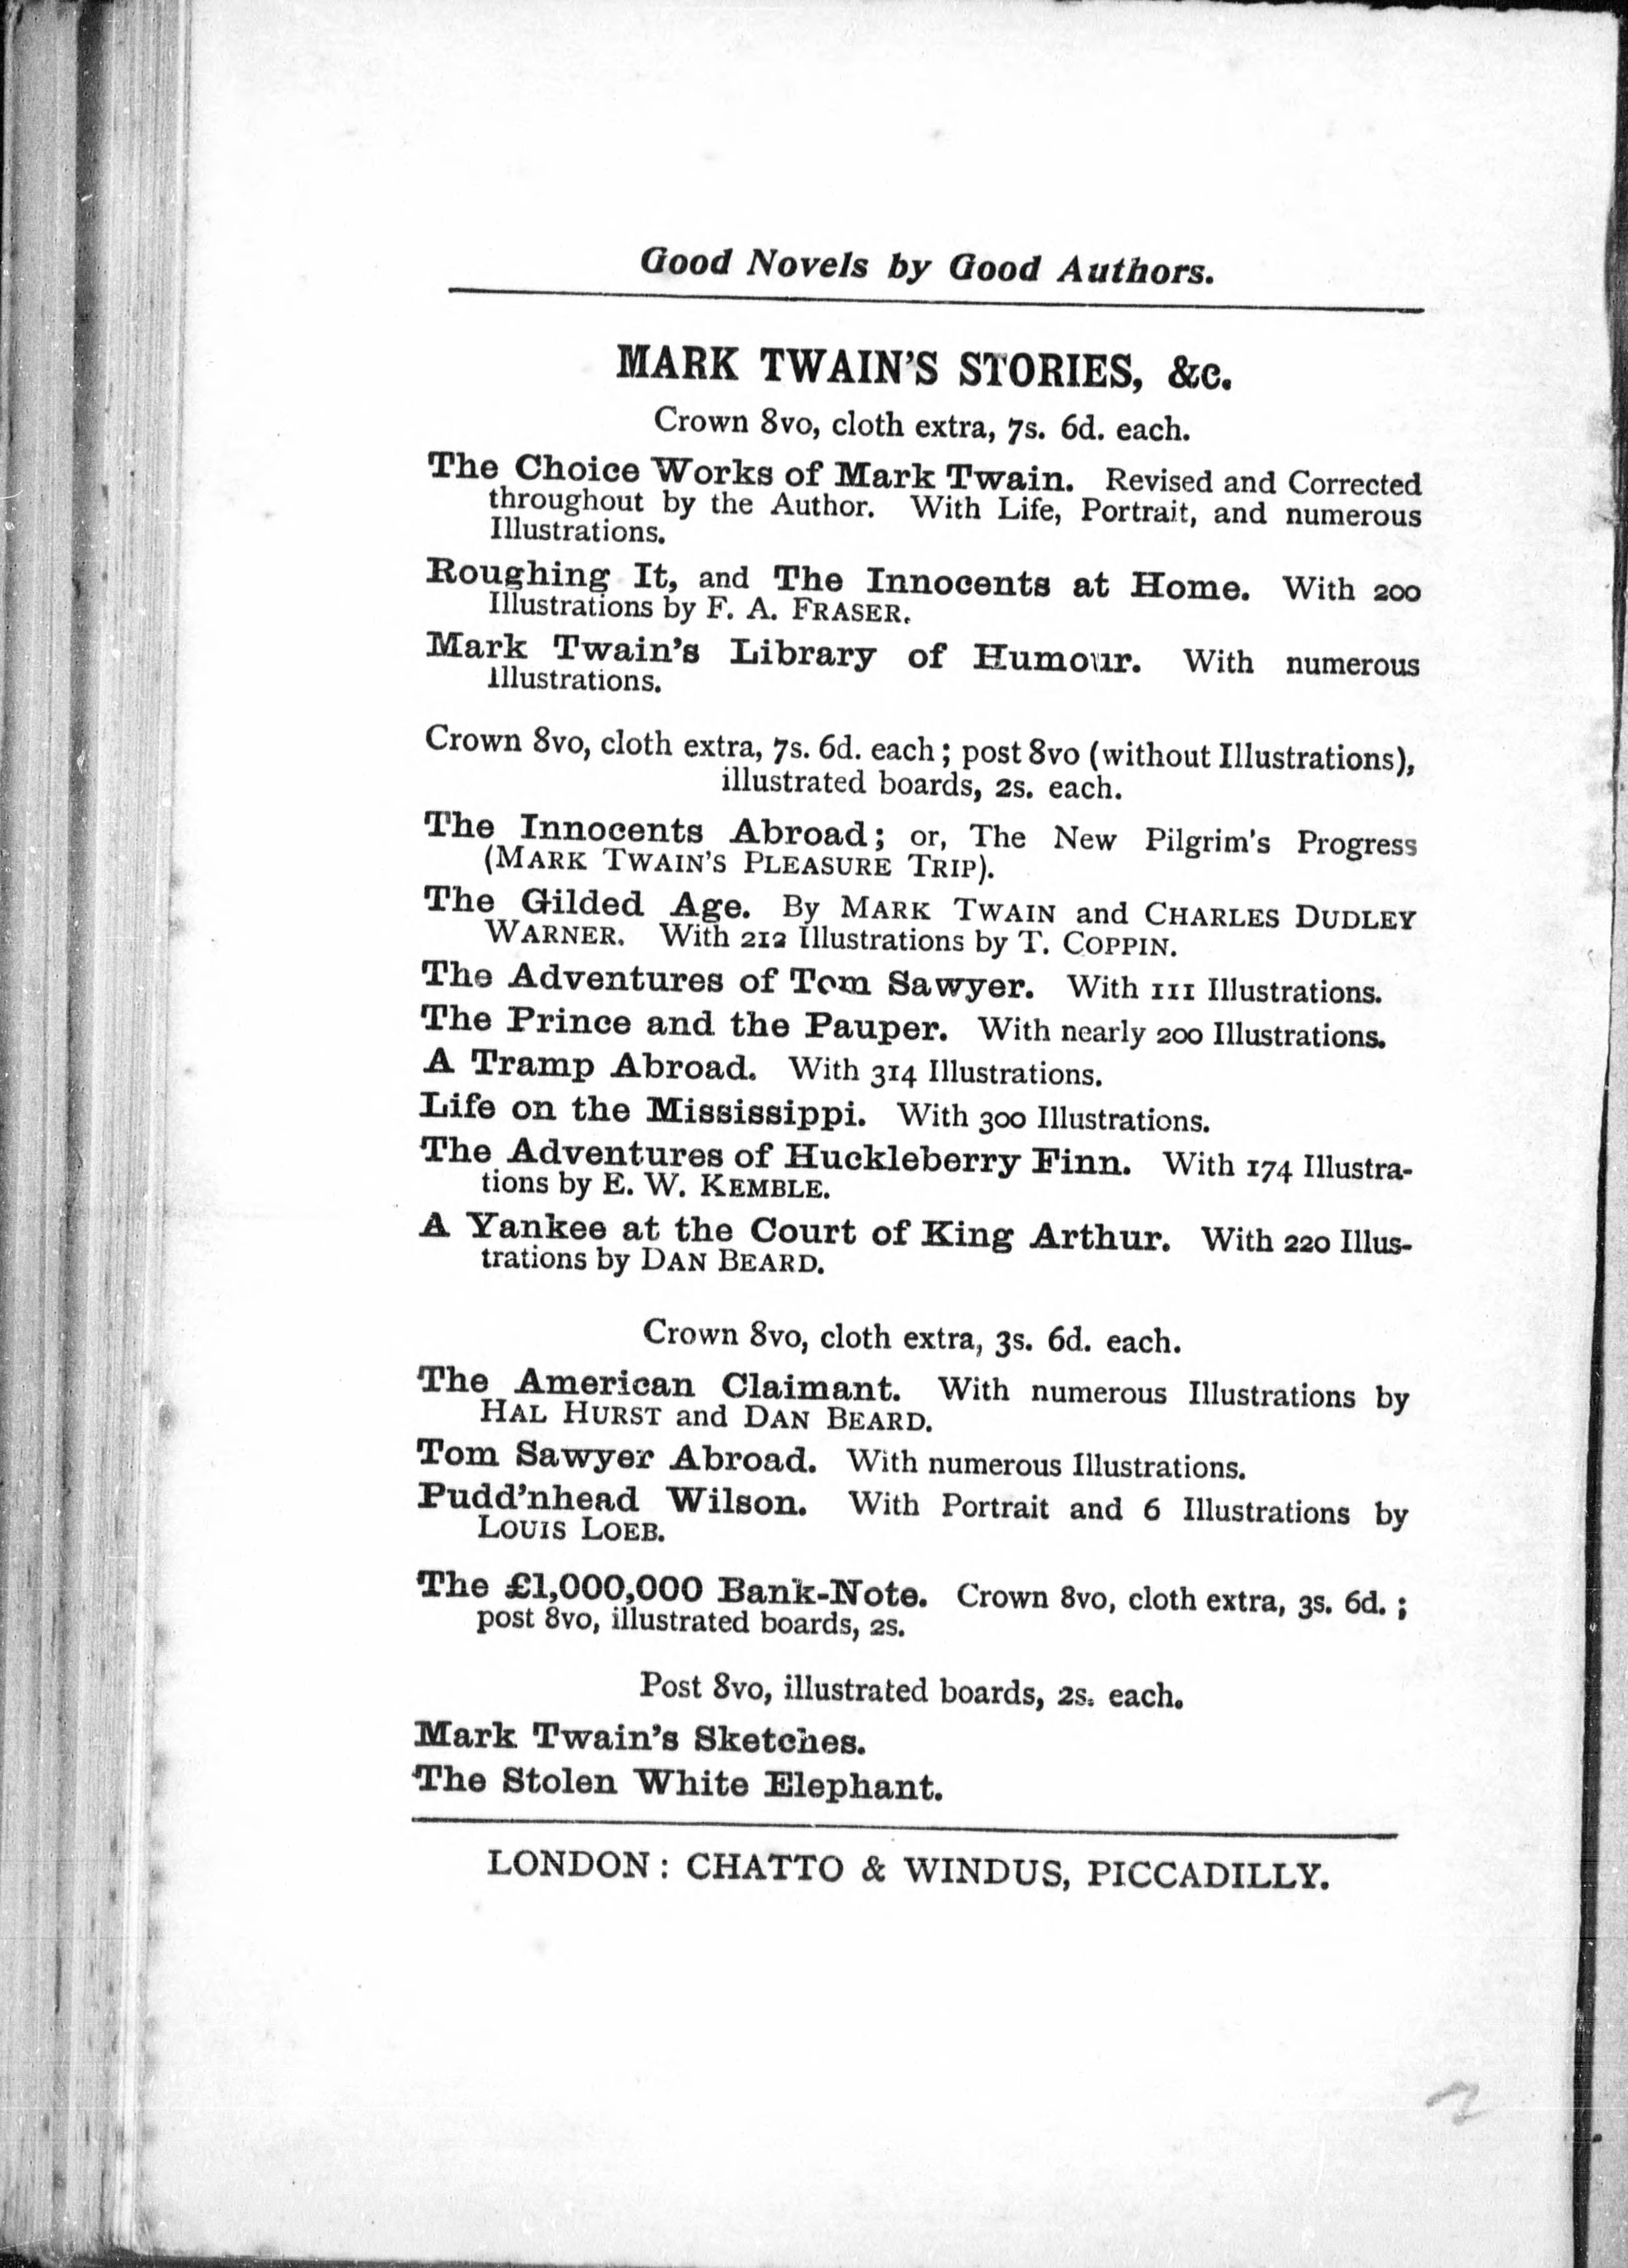 Good Novels by Good Authors.
MARK TWAIN'S STORIES, &c.
Crown 8vo, cloth extra, 7s. 6d. each.
The Choice Works of Mark Twain. Revised and Corrected
throughout by the Author. With Life, Portrait, and numerous
Illustrations.
Roughing It, and The Innocents at Home. With 200
Illustrations by F. A. FRASER.
Mark Twain's Library of Humour. With numerous
Illustrations.
Crown 8vo, cloth extra, 7s. 6d. each; post 8vo (without Illustrations),
illustrated boards, 2s. each.
The Innocents Abroad; or, The New Pilgrim's Progress
(MARK TWAIN'S PLEASURE TRIP).
The Gilded Age. By MARK TWAIN and CHARLES DUDLEY
WARNER. With 212 Illustrations by T. COPPIN.
The Adventures of Tom Sawyer. With 111 Illustrations.
The Prince and the Pauper. With nearly 200 Illustrations.
A Tramp Abroad. With 314 Illustrations.
Life on the Mississippi. With 300 Illustrations.
The Adventures of Huckleberry Finn. With 174 Illustra-
tions by E. W. KEMBLE.
A Yankee at the Court of King Arthur. With 220 Illus-
trations by DAN BEARD.
Crown 8vo, cloth extra, 3s. 6d. each.
The American Claimant. With numerous Illustrations by
HAL HURST and DAN BEARD.
Tom Sawyer Abroad. With numerous Illustrations.
Pudd'nhead Wilson. With Portrait and 6 Illustrations by
LOUIS LOEB.
The £1,000,000 Bank-Note. Crown 8vo, cloth extra, 3s. 6d.;
post 8vo, illustrated boards, 2s.
Post 8vo, illustrated boards, 2s. each.
Mark Twain's Sketches.
The Stolen White Elephant.
LONDON: CHATTO & WINDUS, PICCADILLY.